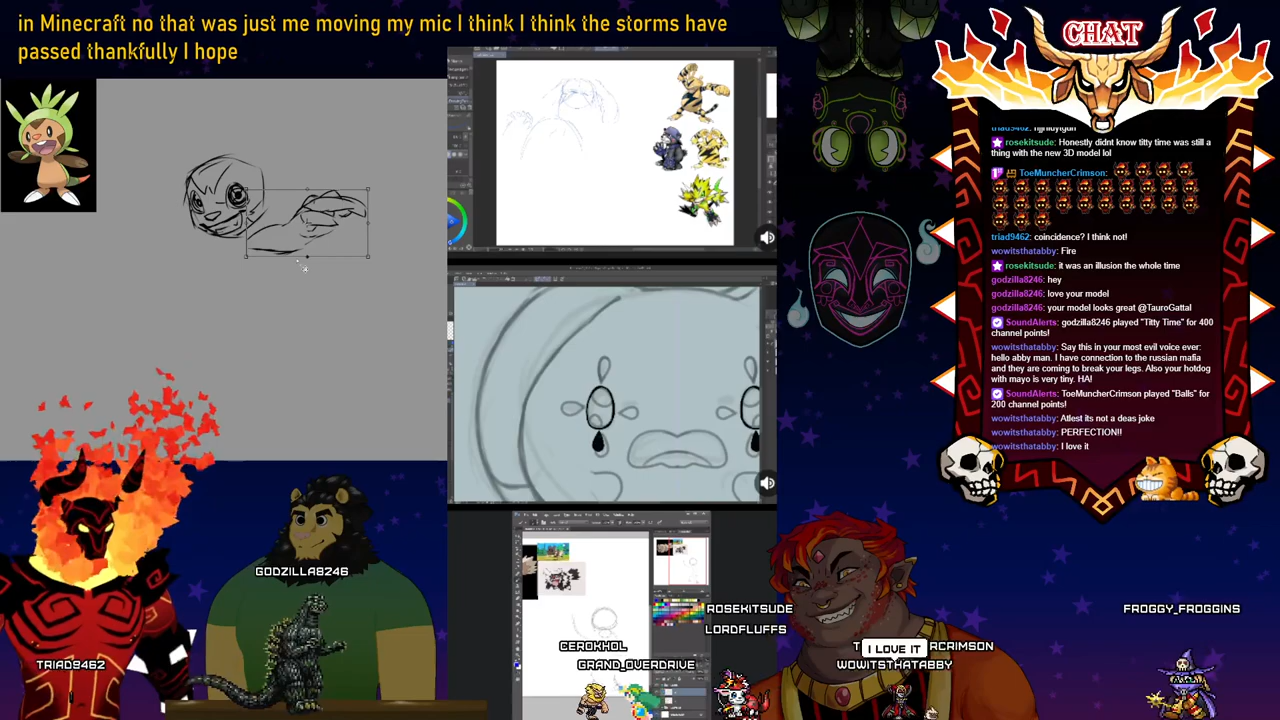 in Minecraft no that was just me moving my mic I think I think the storms have
passed thankfully I hope
CHAT
rosekitsude: Honestly didnt know titty time was still a
thing with the new 3D model lol
ToeMuncherCrimson:
triad9462: coincidence? I think not!
wowitsthatabby: Fire
rosekitsude: it was an illusion the whole time
godzilla8246: hey
godzilla8246: love your model
godzilla8246: your model looks great @TauroGattal
SoundAlerts: godzilla8246 played "Titty Time" for 400
channel points!
wowitsthatabby: Say this in your most evil voice ever:
hello abby man. I have connection to the russian mafia
and they are coming to break your legs. Also your hotdog
with mayo is very tiny. HA!
SoundAlerts: ToeMuncherCrimson played "Balls" for
200 channel points!
wowitsthatabby: Atlest its not a deas joke
wowitsthatabby: PERFECTION!!
wowitsthatabby: I love it
GODZILLA8246
TRIAD9462
ROSEKITSUDE
LORDFLUFFS
CEROKHOL
GRAND_OVERDRIVE
I LOVE IT
RCRIMSON
WOWITSTHATABBY
FROGGY_FROGGINS